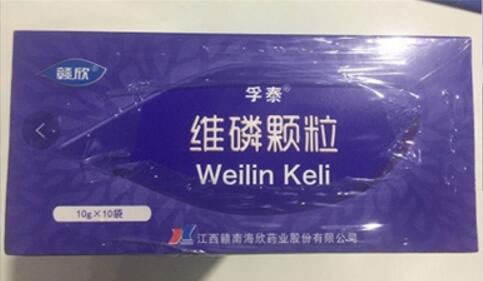 赣欣®
孚泰®
维磷颗粒
Weilin Keli
10g×10袋
江西赣南海欣药业股份有限公司